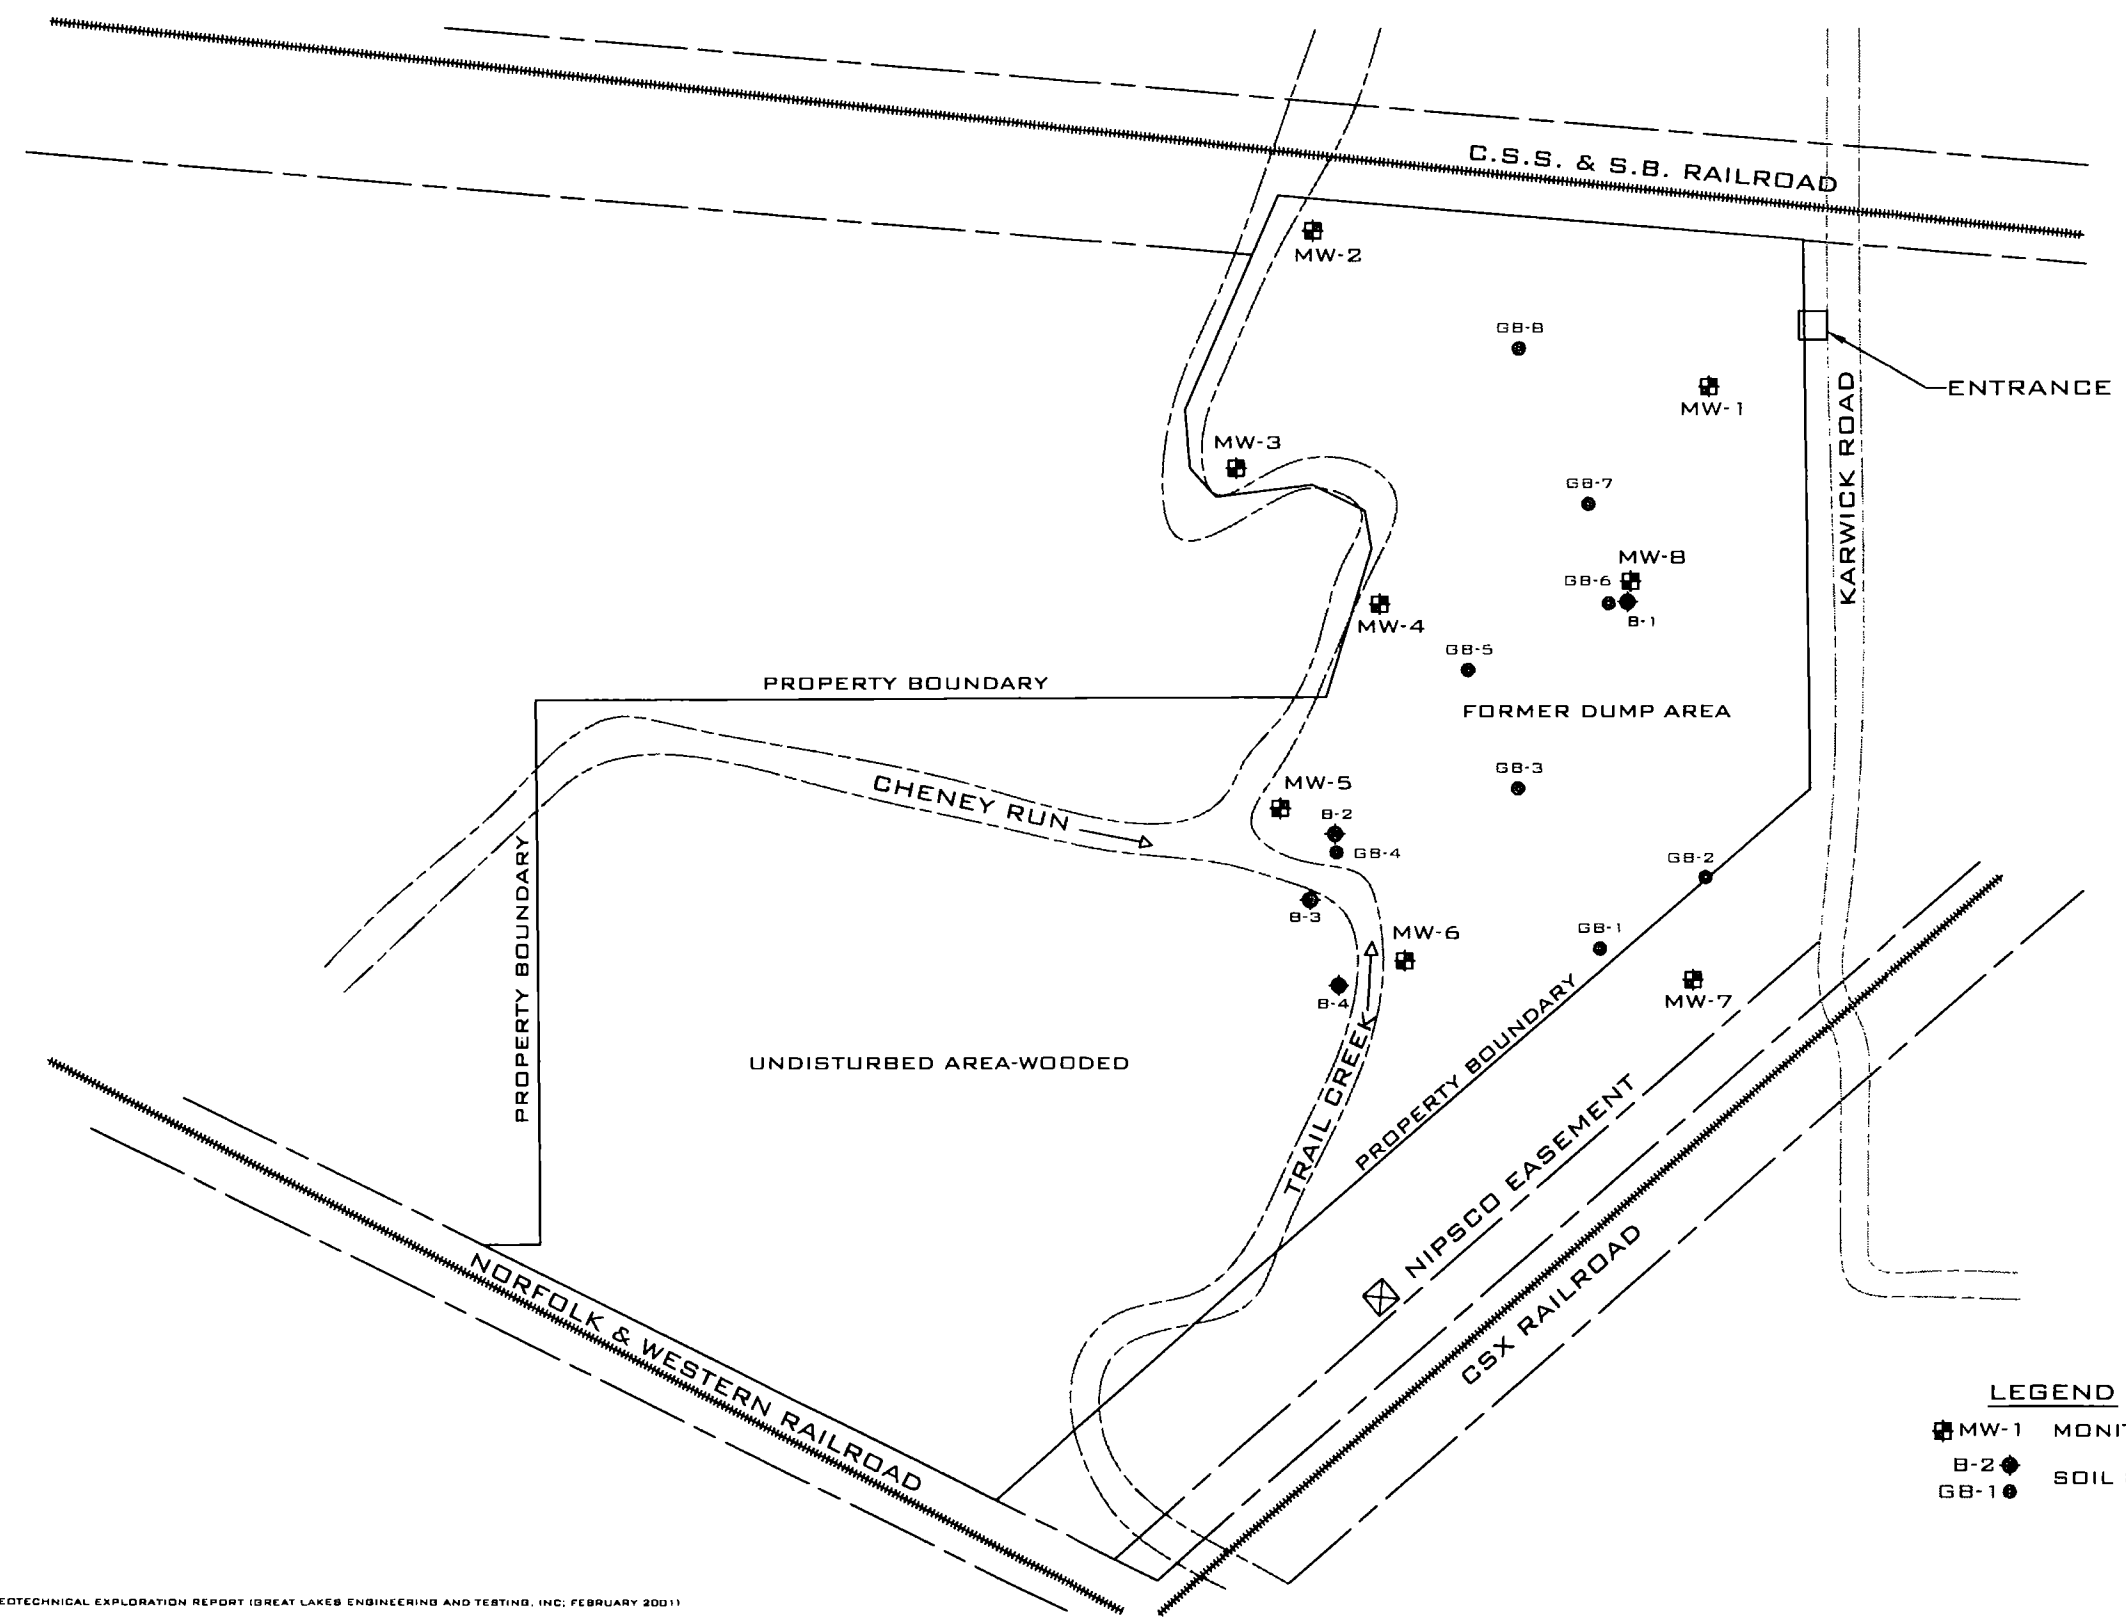 C.S.S. & S.B. RAILROAD
MW-2
GB-8
ENTRANCE
MW-1
KARWICK ROAD
MW-3
GB-7
MW-8
GB-6
B-1
MW-4
GB-5
PROPERTY BOUNDARY
FORMER DUMP AREA
GB-3
MW-5
CHENEY RUN
B-2
GB-4
GB-2
PROPERTY BOUNDARY
B-3
MW-6
GB-1
MW-7
B-4
TRAIL CREEK
PROPERTY BOUNDARY
UNDISTURBED AREA-WOODED
NIPSCO EASEMENT
CSX RAILROAD
NORFOLK & WESTERN RAILROAD
LEGEND
MW-1 MONIT
B-2
SOIL
GB-1
EOTECHNICAL EXPLORATION REPORT (GREAT LAKES ENGINEERING AND TESTING, INC; FEBRUARY 2001)